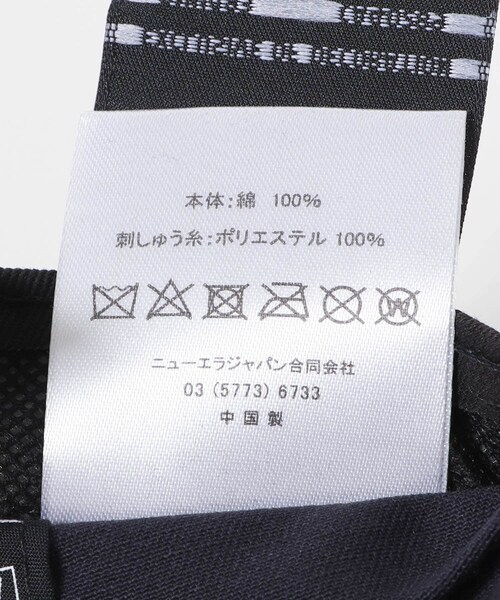 本体:綿 100%
刺しゅう糸:ポリエステル 100%
W
ニューエラジャパン合同会社
03 (5773) 6733
中国製